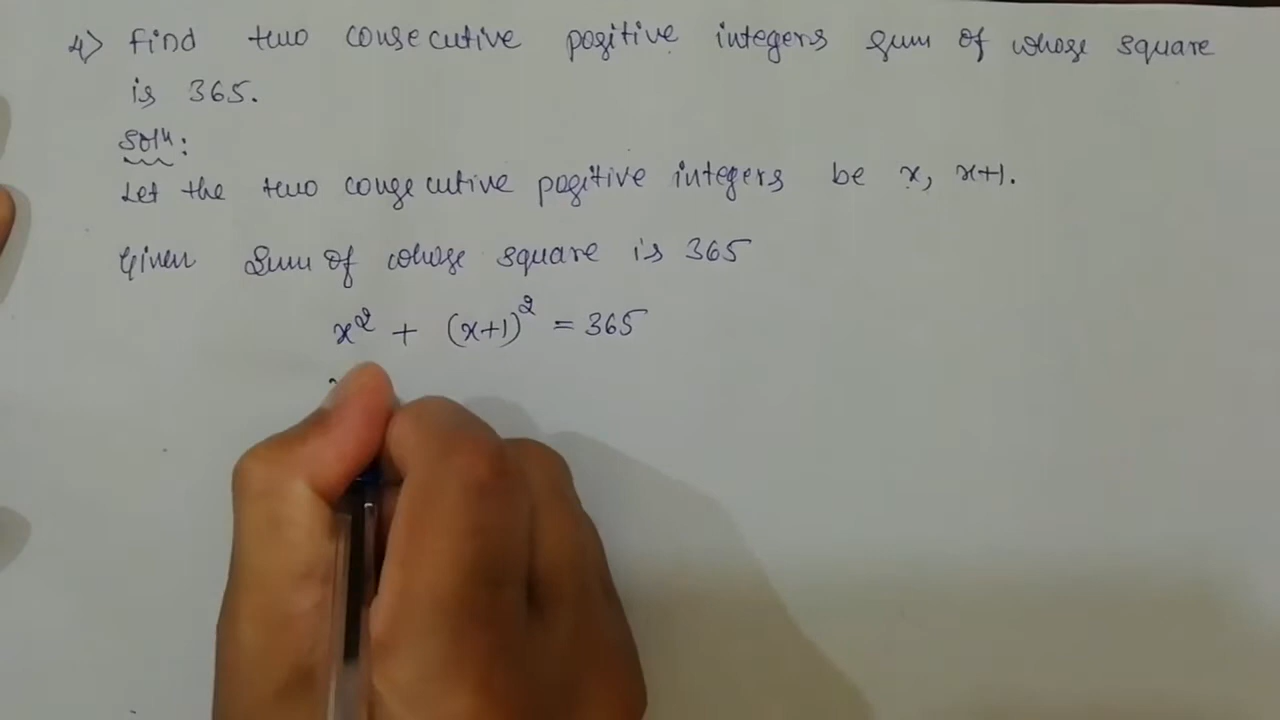 4) Find two consecutive positive integers sum of whose square
is 365.
Soln:
Let the two consecutive positive integers be x, x+1.
Given Sum of whose square is 365
x² + (x+1)² = 365